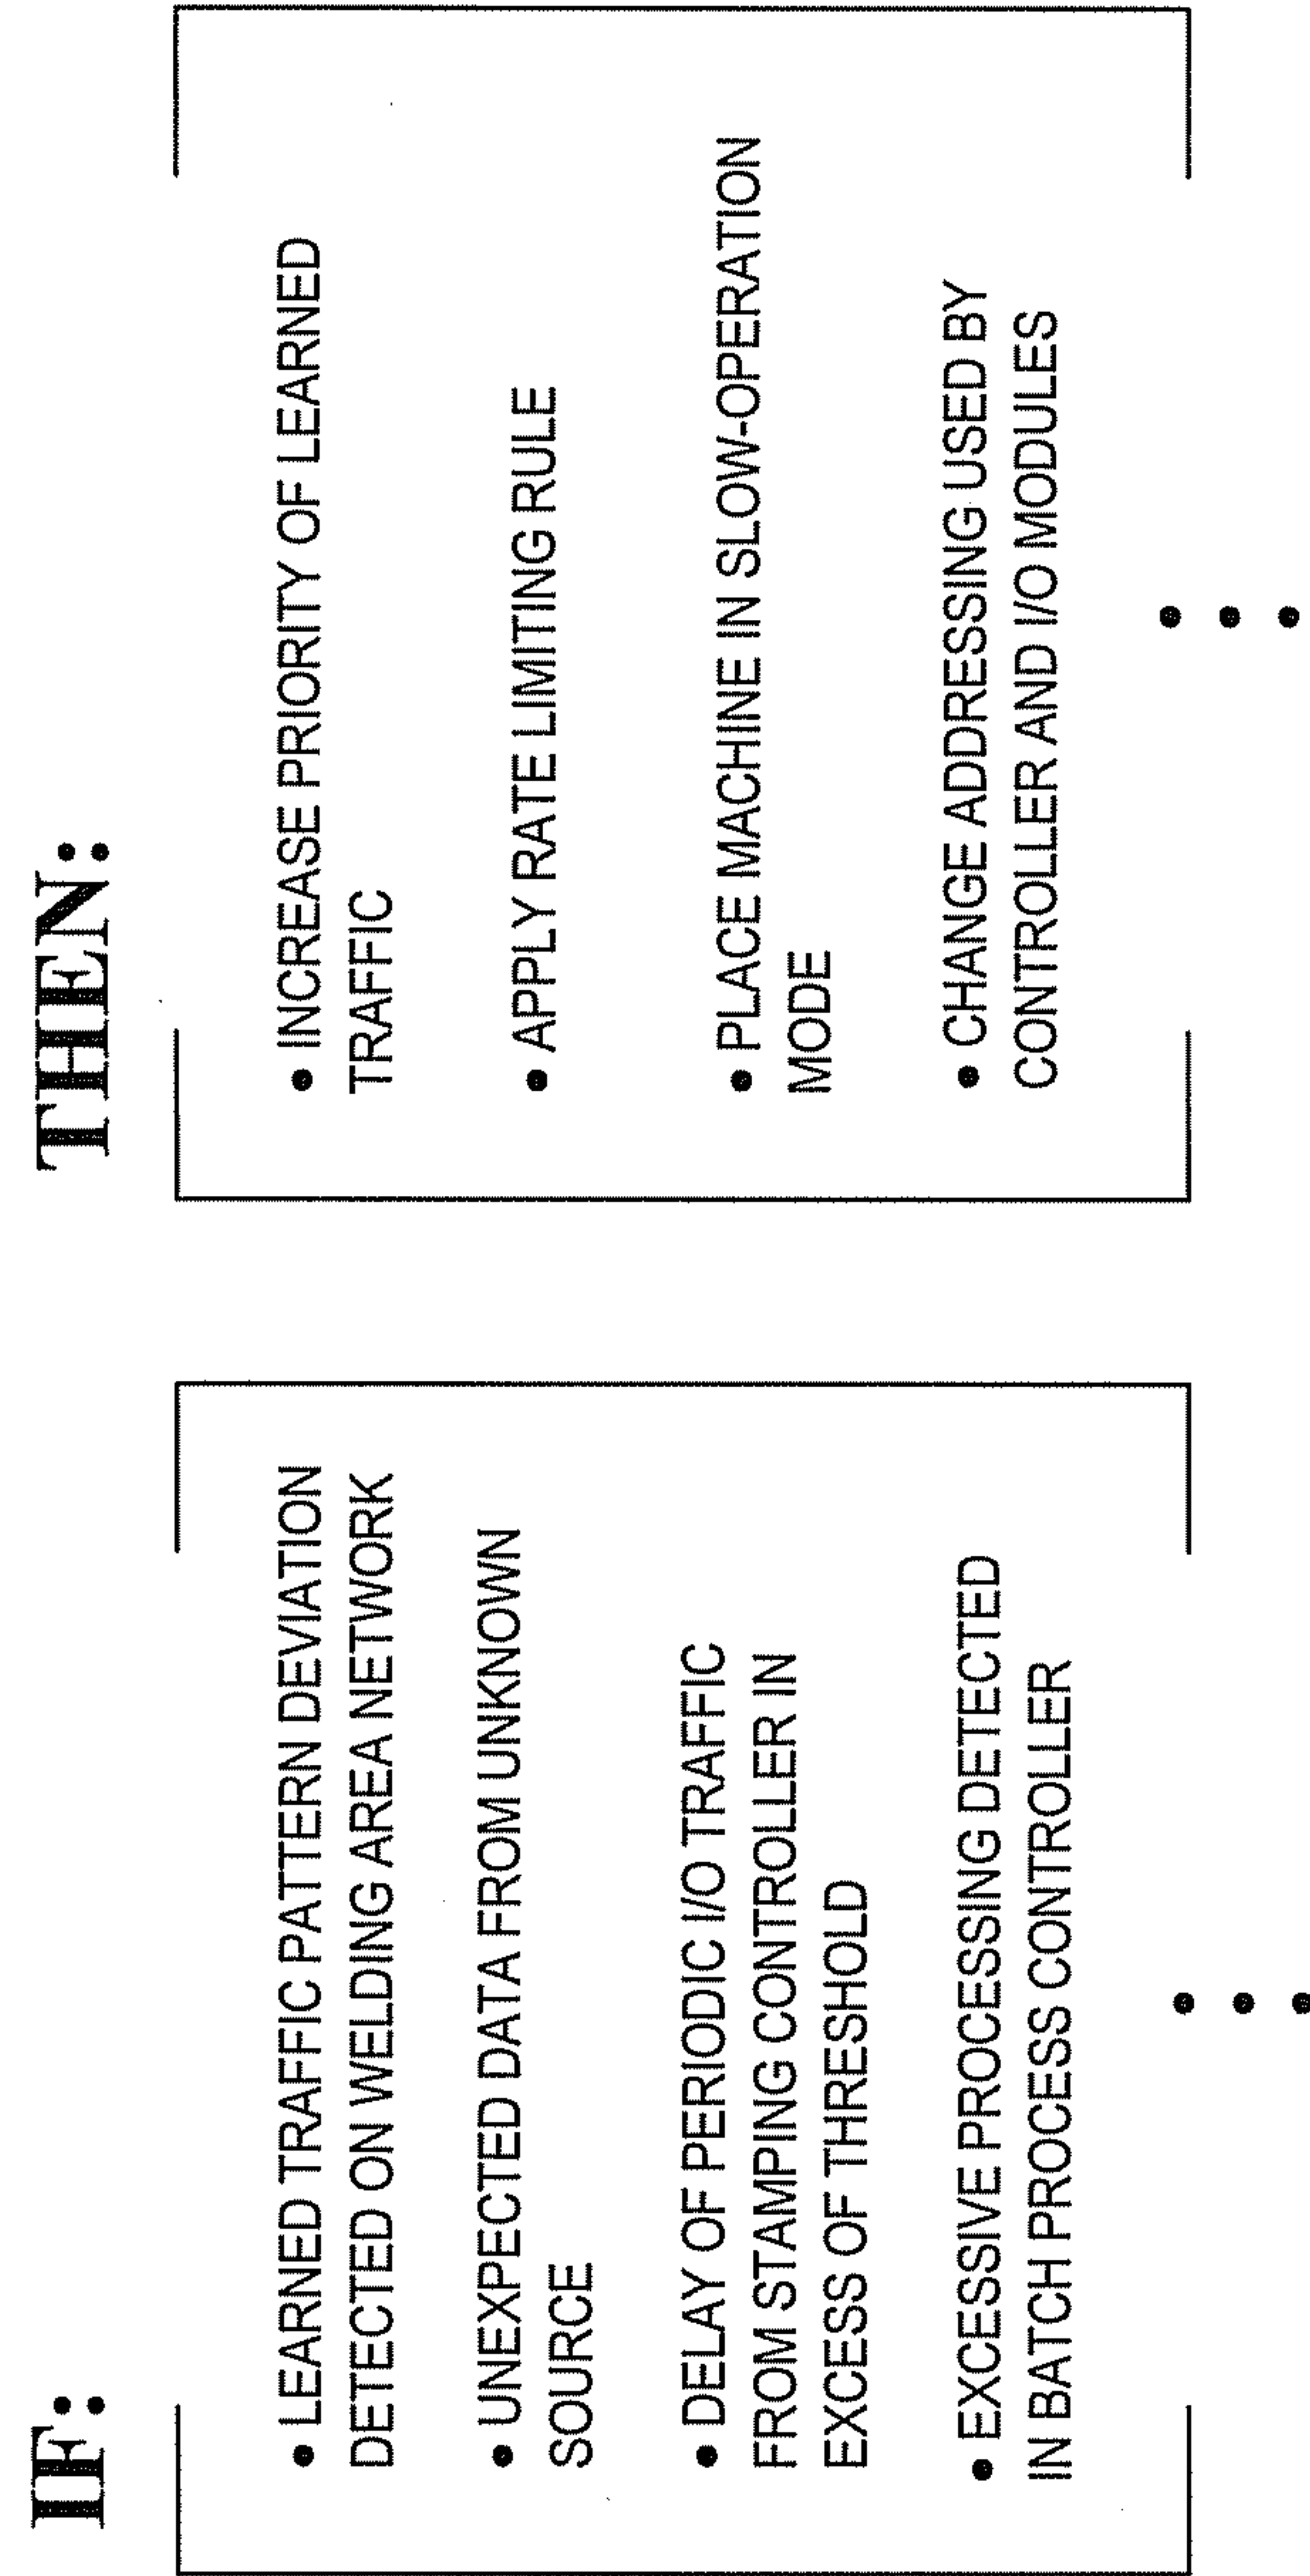 IF:
• LEARNED TRAFFIC PATTERN DEVIATION
DETECTED ON WELDING AREA NETWORK
• UNEXPECTED DATA FROM UNKNOWN
SOURCE
• DELAY OF PERIODIC I/O TRAFFIC
FROM STAMPING CONTROLLER IN
EXCESS OF THRESHOLD
• EXCESSIVE PROCESSING DETECTED
IN BATCH PROCESS CONTROLLER
THEN:
• INCREASE PRIORITY OF LEARNED
TRAFFIC
• APPLY RATE LIMITING RULE
• PLACE MACHINE IN SLOW-OPERATION
MODE
• CHANGE ADDRESSING USED BY
CONTROLLER AND I/O MODULES